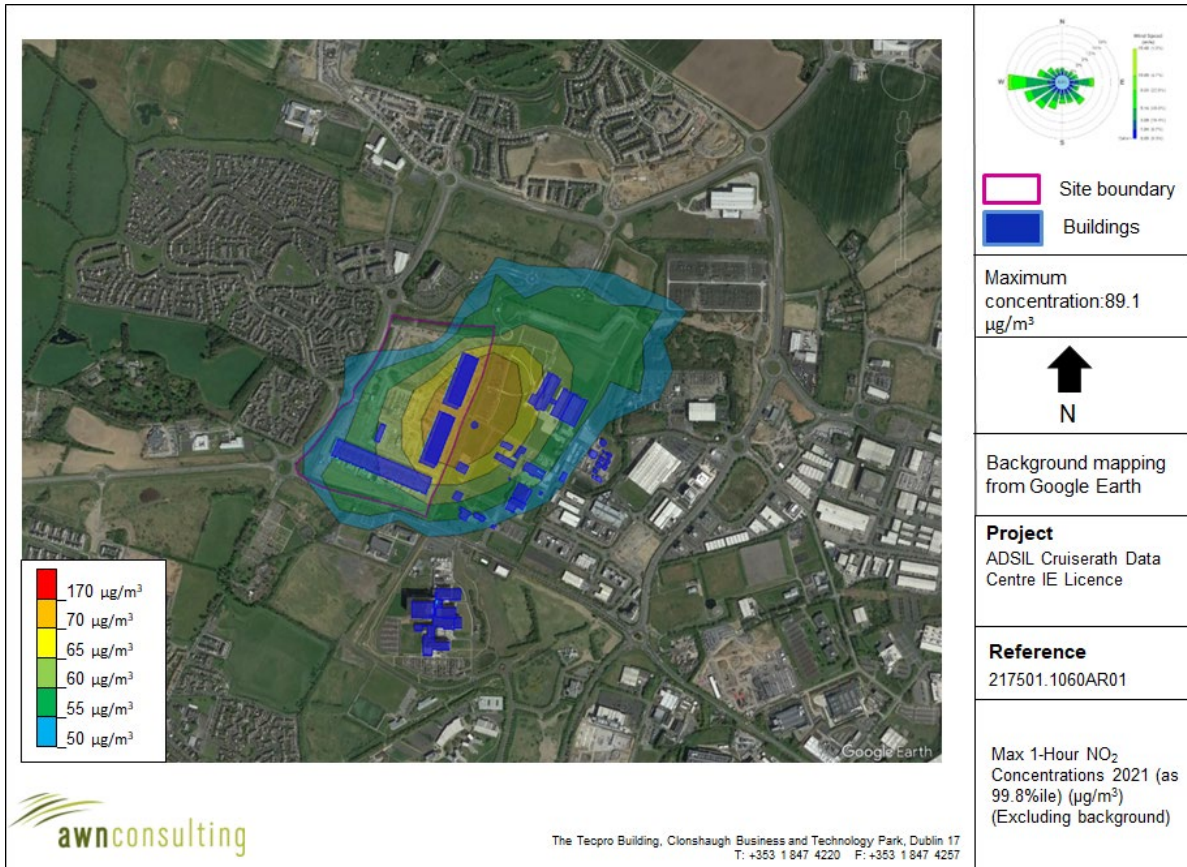 N
W
E
S
Wind Speed
Site boundary
Buildings
Maximum
concentration:89.1
µg/m³
N
Background mapping
from Google Earth
Project
ADSIL Cruiserath Data
Centre IE Licence
Reference
217501.1060AR01
Max 1-Hour NO₂
Concentrations 2021 (as
99.8%ile) (µg/m³)
(Excluding background)
170 µg/m³
70 µg/m³
65 µg/m³
60 µg/m³
55 µg/m³
50 µg/m³
Google Earth
awnconsulting
The Tecpro Building, Clonshaugh Business and Technology Park, Dublin 17
T: +353 1 847 4220 F: +353 1 847 4257